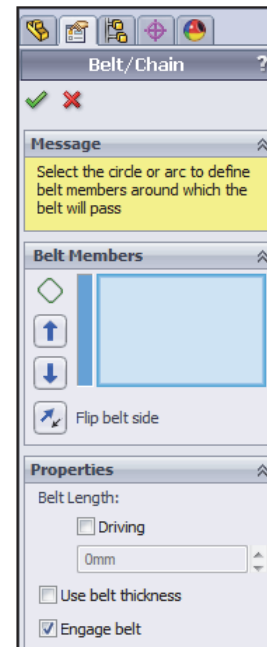 Belt/Chain ?
Message
Select the circle or arc to define
belt members around which the
belt will pass
Belt Members
Flip belt side
Properties
Belt Length:
Driving
0mm
Use belt thickness
Engage belt